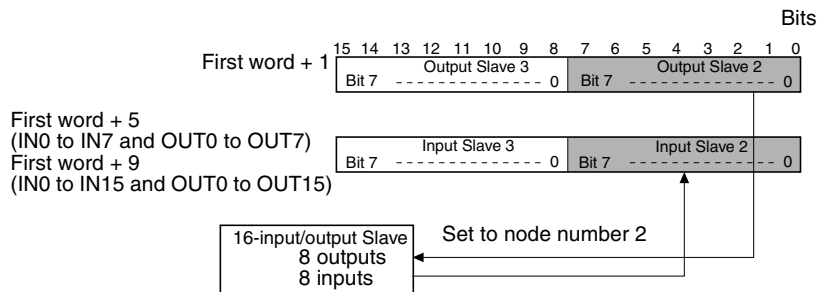 Bits
15 14 13 12 11 10 9 8 7 6 5 4 3 2 1 0
First word + 1
Output Slave 3
Output Slave 2
Bit 7 ------------------ 0 Bit 7 ------------------ 0
First word + 5
(IN0 to IN7 and OUT0 to OUT7)
First word + 9
(IN0 to IN15 and OUT0 to OUT15)
Input Slave 3
Input Slave 2
Bit 7 ------------------ 0 Bit 7 ------------------ 0
16-input/output Slave
8 outputs
8 inputs
Set to node number 2